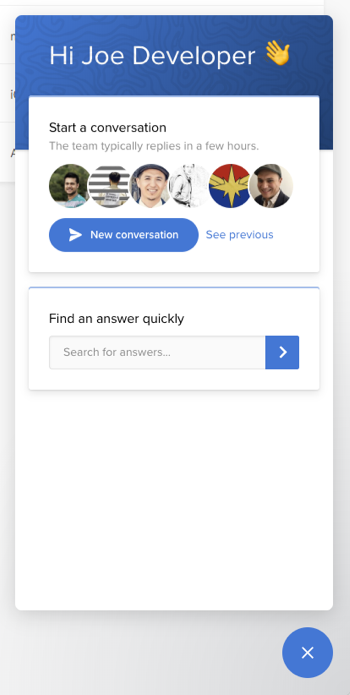 Hi Joe Developer 👋
Start a conversation
The team typically replies in a few hours.
New conversation
See previous
Find an answer quickly
Search for answers...